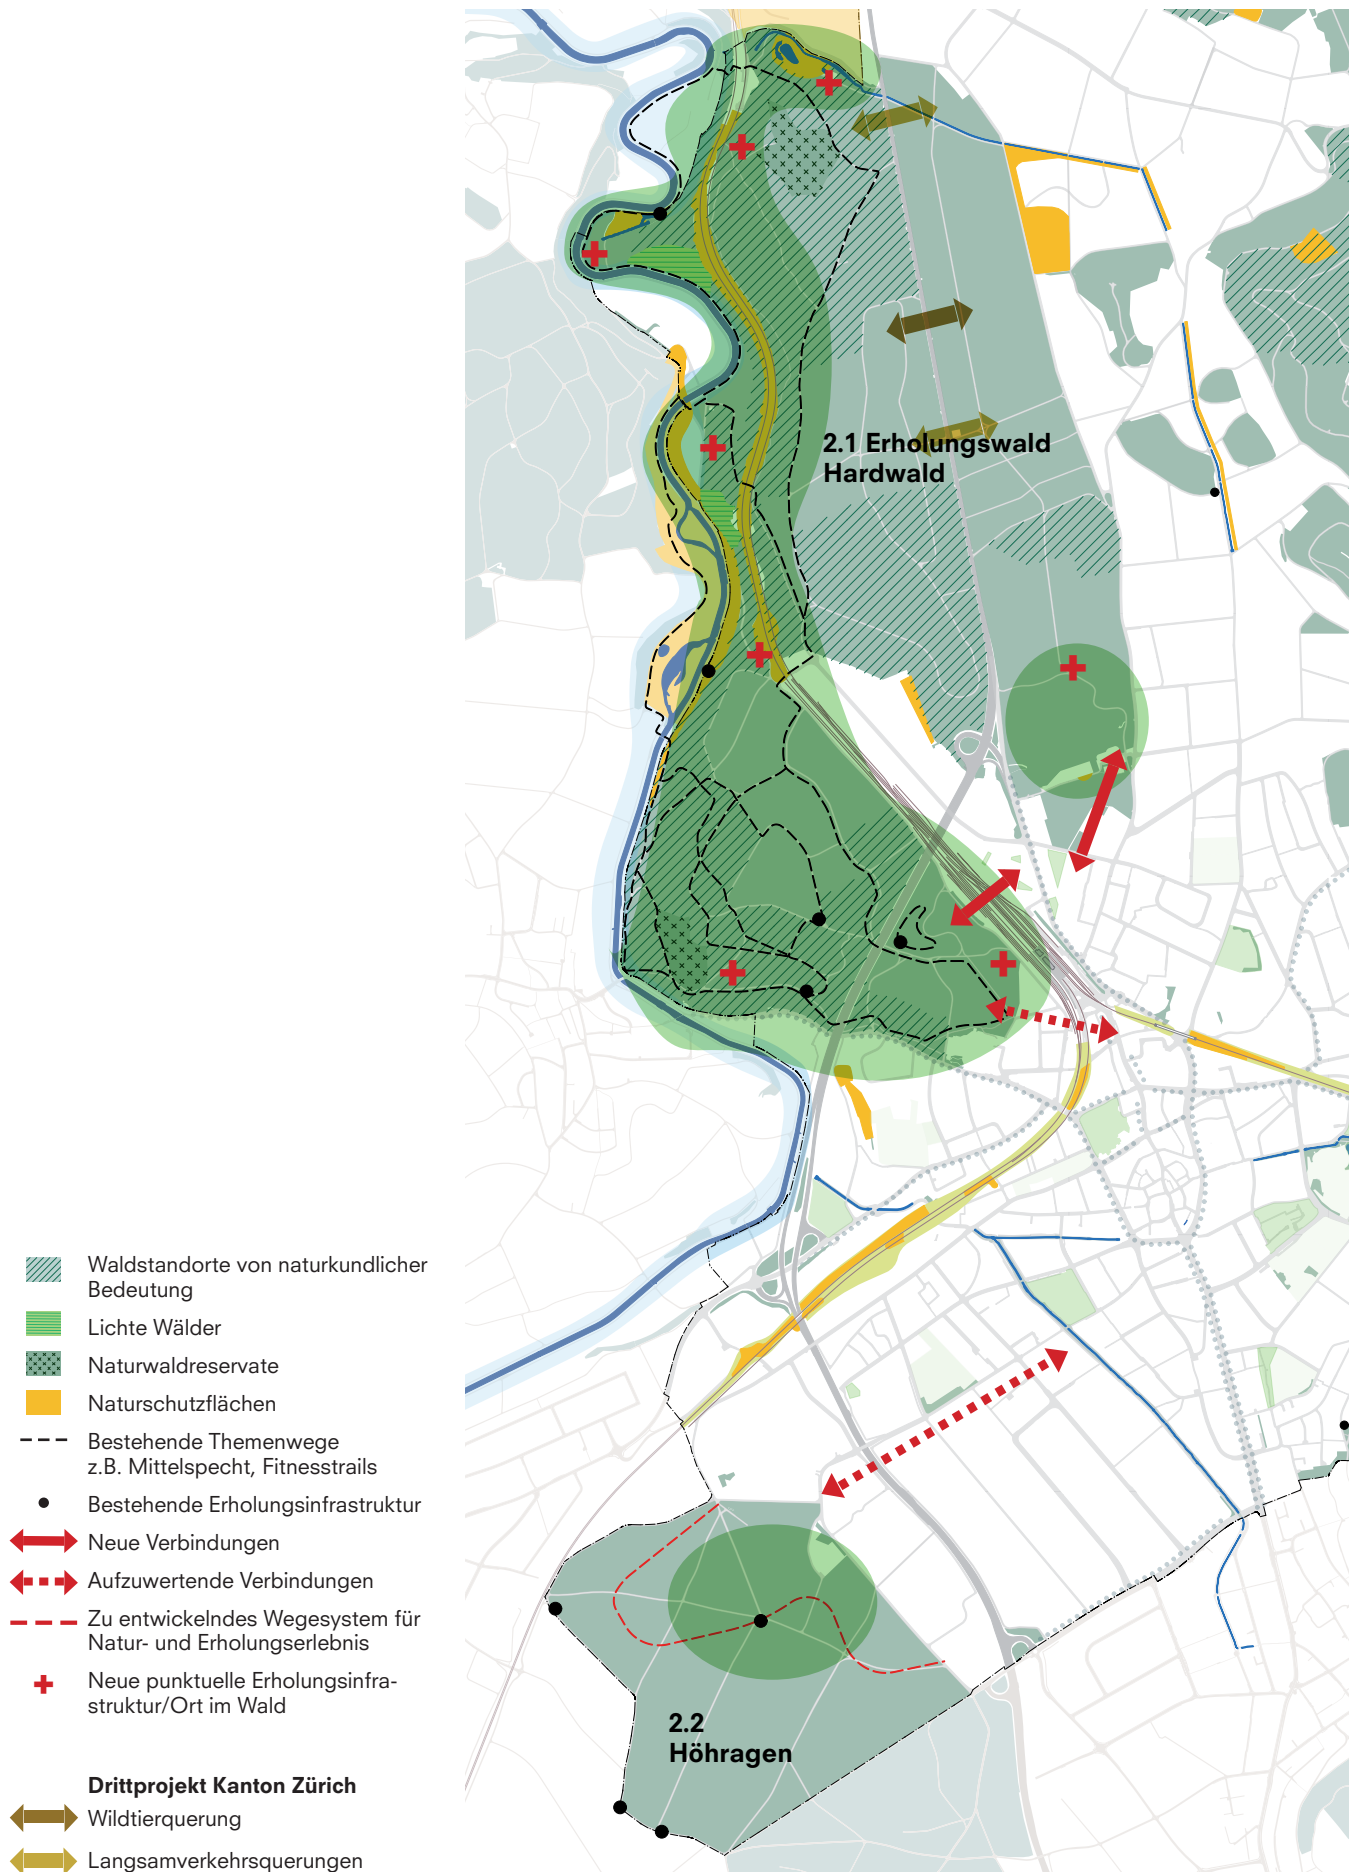 2.1 Erholungswald
Hardwald
Waldstandorte von naturkundlicher
Bedeutung
Lichte Wälder
Naturwaldreservate
Naturschutzflächen
Bestehende Themenwege
z.B. Mittelspecht, Fitnesstrails
Bestehende Erholungsinfrastruktur
Neue Verbindungen
Aufzuwertende Verbindungen
Zu entwickelndes Wegesystem für
Natur- und Erholungserlebnis
Neue punktuelle Erholungsinfra-
struktur/Ort im Wald
2.2
Höhragen
Drittprojekt Kanton Zürich
Wildtierquerung
Langsamverkehrsquerungen